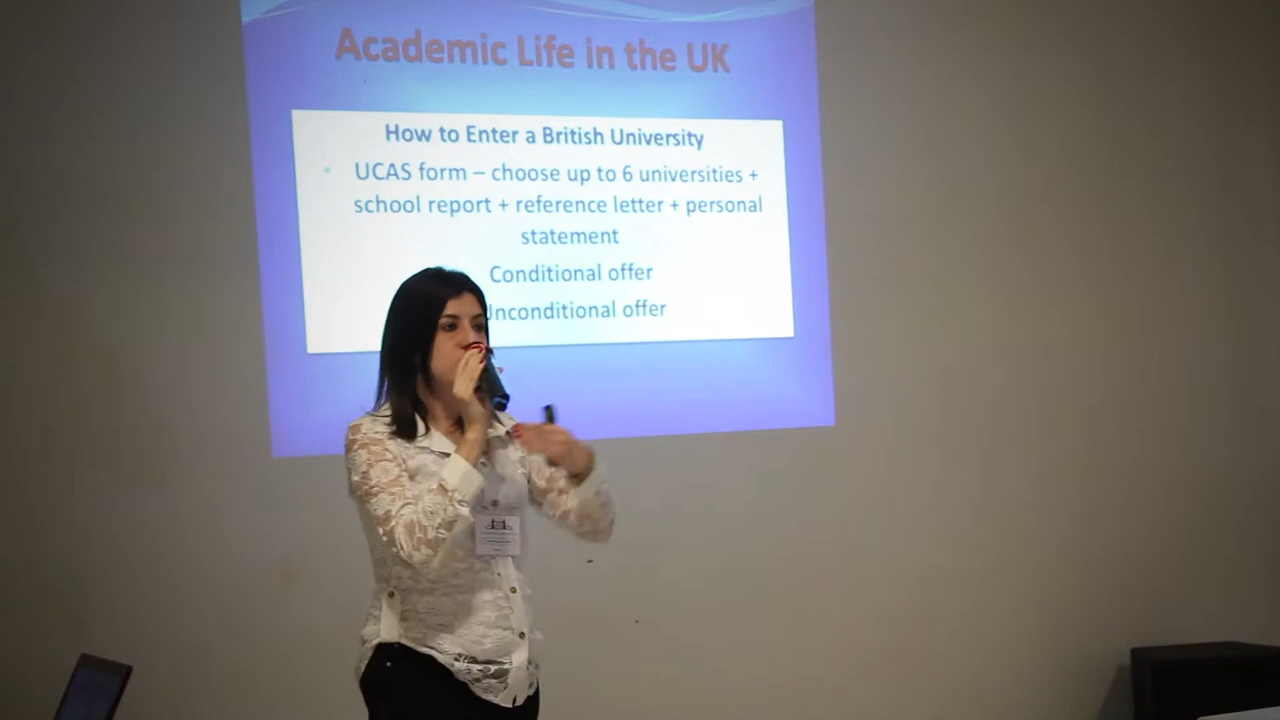 Academic Life in the UK
How to Enter a British University
UCAS form – choose up to 6 universities +
school report + reference letter + personal
statement
Conditional offer
Unconditional offer